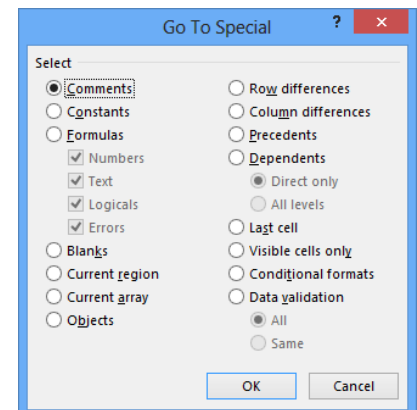 Go To Special
?
Select
Comments
Constants
Formulas
Numbers
Text
Logicals
Errors
Blanks
Current region
Current array
Objects
Row differences
Column differences
Precedents
Dependents
Direct only
All levels
Last cell
Visible cells only
Conditional formats
Data validation
All
Same
OK
Cancel